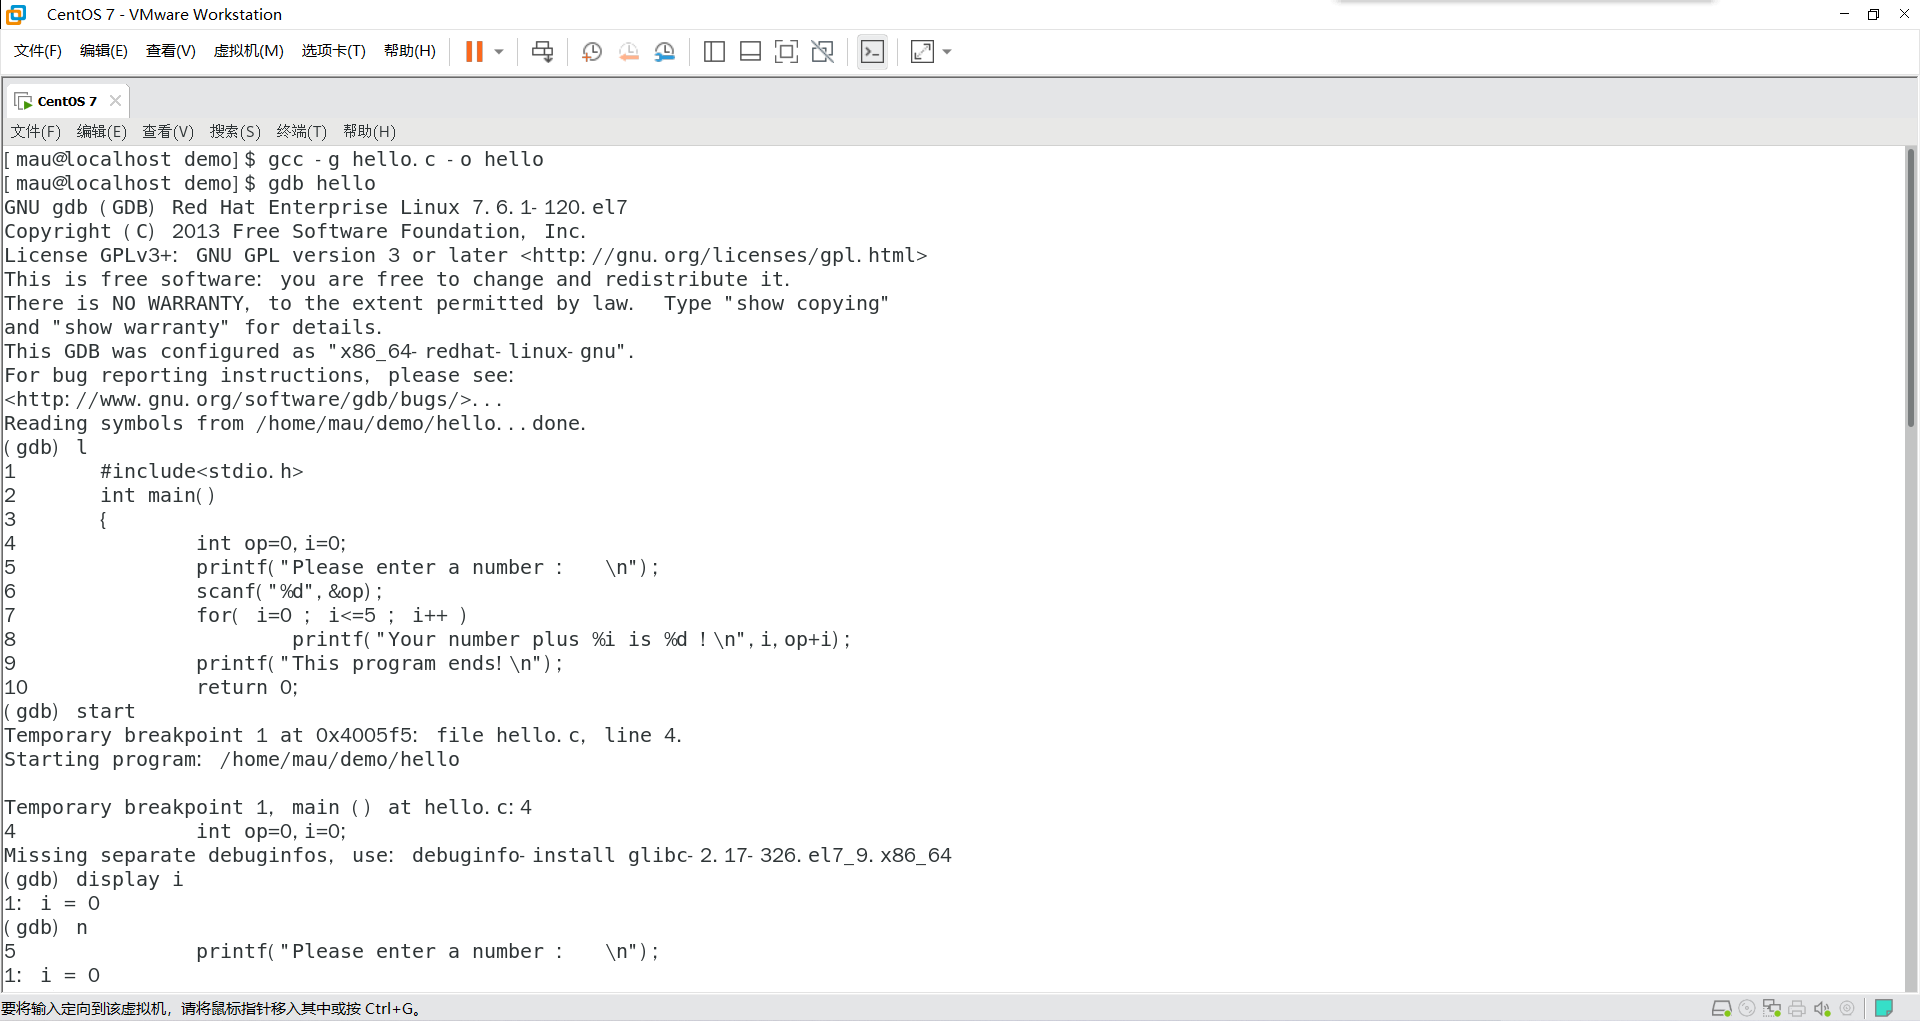 CentOS 7 - VMware Workstation
文件(F) 编辑(E) 查看(V) 虚拟机(M) 选项卡(T) 帮助(H)
CentOS 7
文件(F) 编辑(E) 查看(V) 搜索(S) 终端(T) 帮助(H)
[mau@localhost demo]$ gcc -g hello.c -o hello
[mau@localhost demo]$ gdb hello
GNU gdb (GDB) Red Hat Enterprise Linux 7.6.1-120.el7
Copyright (C) 2013 Free Software Foundation, Inc.
License GPLv3+: GNU GPL version 3 or later <http://gnu.org/licenses/gpl.html>
This is free software: you are free to change and redistribute it.
There is NO WARRANTY, to the extent permitted by law.  Type "show copying"
and "show warranty" for details.
This GDB was configured as "x86_64-redhat-linux-gnu".
For bug reporting instructions, please see:
<http://www.gnu.org/software/gdb/bugs/>...
Reading symbols from /home/mau/demo/hello...done.
(gdb) l
1       #include<stdio.h>
2       int main()
3       {
4               int op=0,i=0;
5               printf("Please enter a number :   \n");
6               scanf("%d",&op);
7               for( i=0 ; i<=5 ; i++ )
8                       printf("Your number plus %i is %d !\n",i,op+i);
9               printf("This program ends!\n");
10              return 0;
(gdb) start
Temporary breakpoint 1 at 0x4005f5: file hello.c, line 4.
Starting program: /home/mau/demo/hello
Temporary breakpoint 1, main () at hello.c:4
4               int op=0,i=0;
Missing separate debuginfos, use: debuginfo-install glibc-2.17-326.el7_9.x86_64
(gdb) display i
1: i = 0
(gdb) n
5               printf("Please enter a number :   \n");
1: i = 0
要将输入定向到该虚拟机，请将鼠标指针移入其中或按 Ctrl+G。